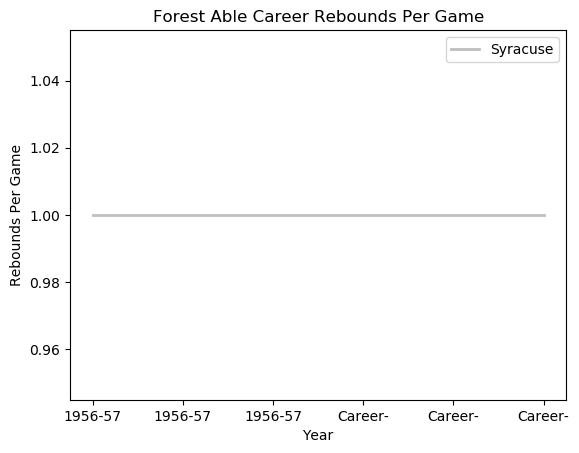 Forest Able Career Rebounds Per Game
Syracuse
1.04
1.02
1.00
0.98
0.96
Rebounds Per Game
1956-57 1956-57 1956-57 Career- Career- Career-
Year